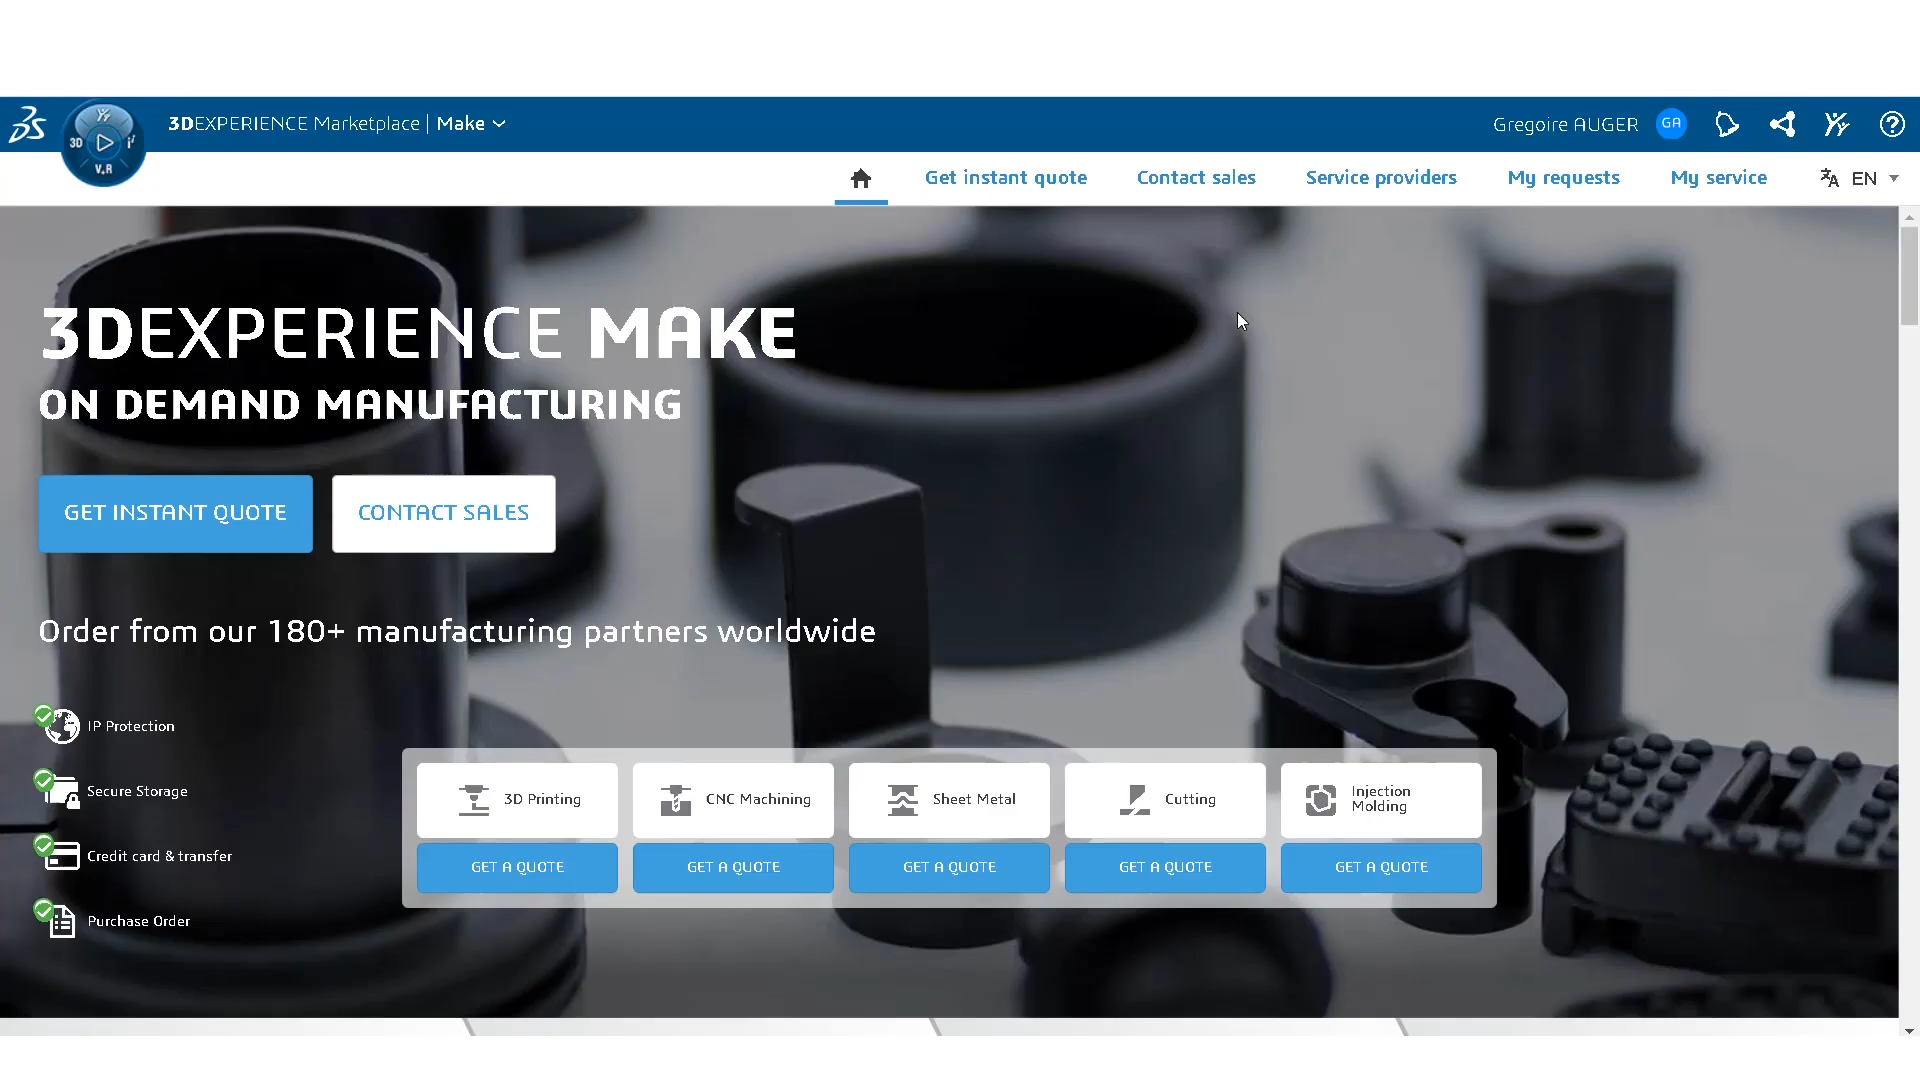 3DEXPERIENCE Marketplace | Make
Gregoire AUGER GA
3D V.R
Get instant quote Contact sales Service providers My requests My service EN
3DEXPERIENCE MAKE
ON DEMAND MANUFACTURING
GET INSTANT QUOTE CONTACT SALES
Order from our 180+ manufacturing partners worldwide
IP Protection
Secure Storage
Credit card & transfer
Purchase Order
3D Printing CNC Machining Sheet Metal Cutting Injection
Molding
GET A QUOTE GET A QUOTE GET A QUOTE GET A QUOTE GET A QUOTE